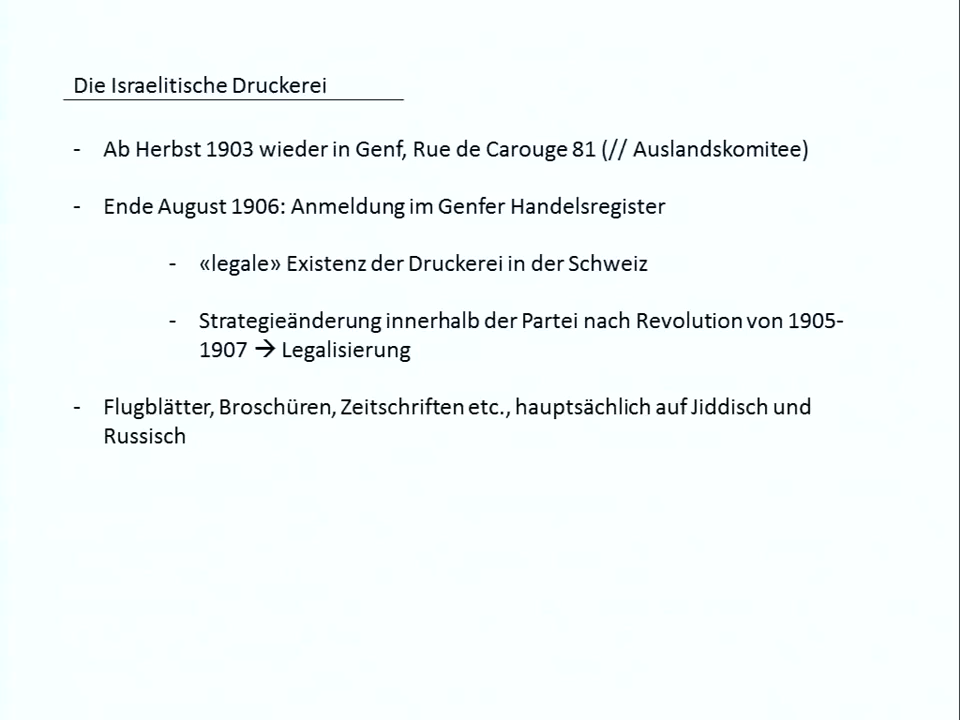 Die Israelitische Druckerei
- Ab Herbst 1903 wieder in Genf, Rue de Carouge 81 (// Auslandskomitee)
- Ende August 1906: Anmeldung im Genfer Handelsregister
- «legale» Existenz der Druckerei in der Schweiz
- Strategieänderung innerhalb der Partei nach Revolution von 1905-
1907 → Legalisierung
- Flugblätter, Broschüren, Zeitschriften etc., hauptsächlich auf Jiddisch und
Russisch